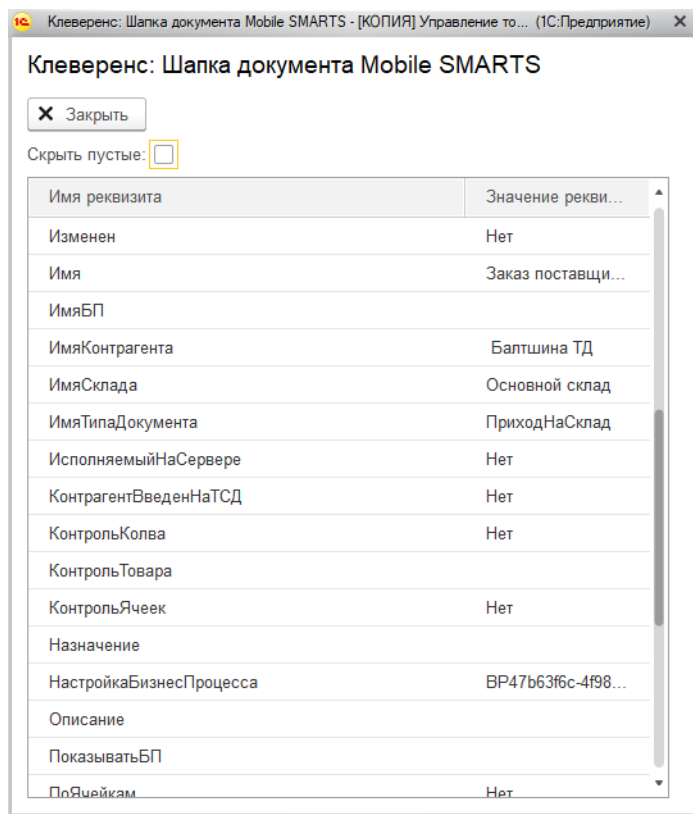 1С Клеверенс: Шапка документа Mobile SMARTS - [КОПИЯ] Управление то... (1С:Предприятие)
Клеверенс: Шапка документа Mobile SMARTS
Закрыть
Скрыть пустые:
Имя реквизита Значение рекви...
Изменен Нет
Имя Заказ поставщи...
ИмяБП
ИмяКонтрагента Балтшина ТД
ИмяСклада Основной склад
ИмяТипаДокумента ПриходНаСклад
ИсполняемыйНаСервере Нет
КонтрагентВведенНаТСД Нет
КонтрольКолва Нет
КонтрольТовара
КонтрольЯчеек Нет
Назначение
НастройкаБизнесПроцесса BP47b63f6c-4f98...
Описание
ПоказыватьБП
ПоЯчейкам Нет